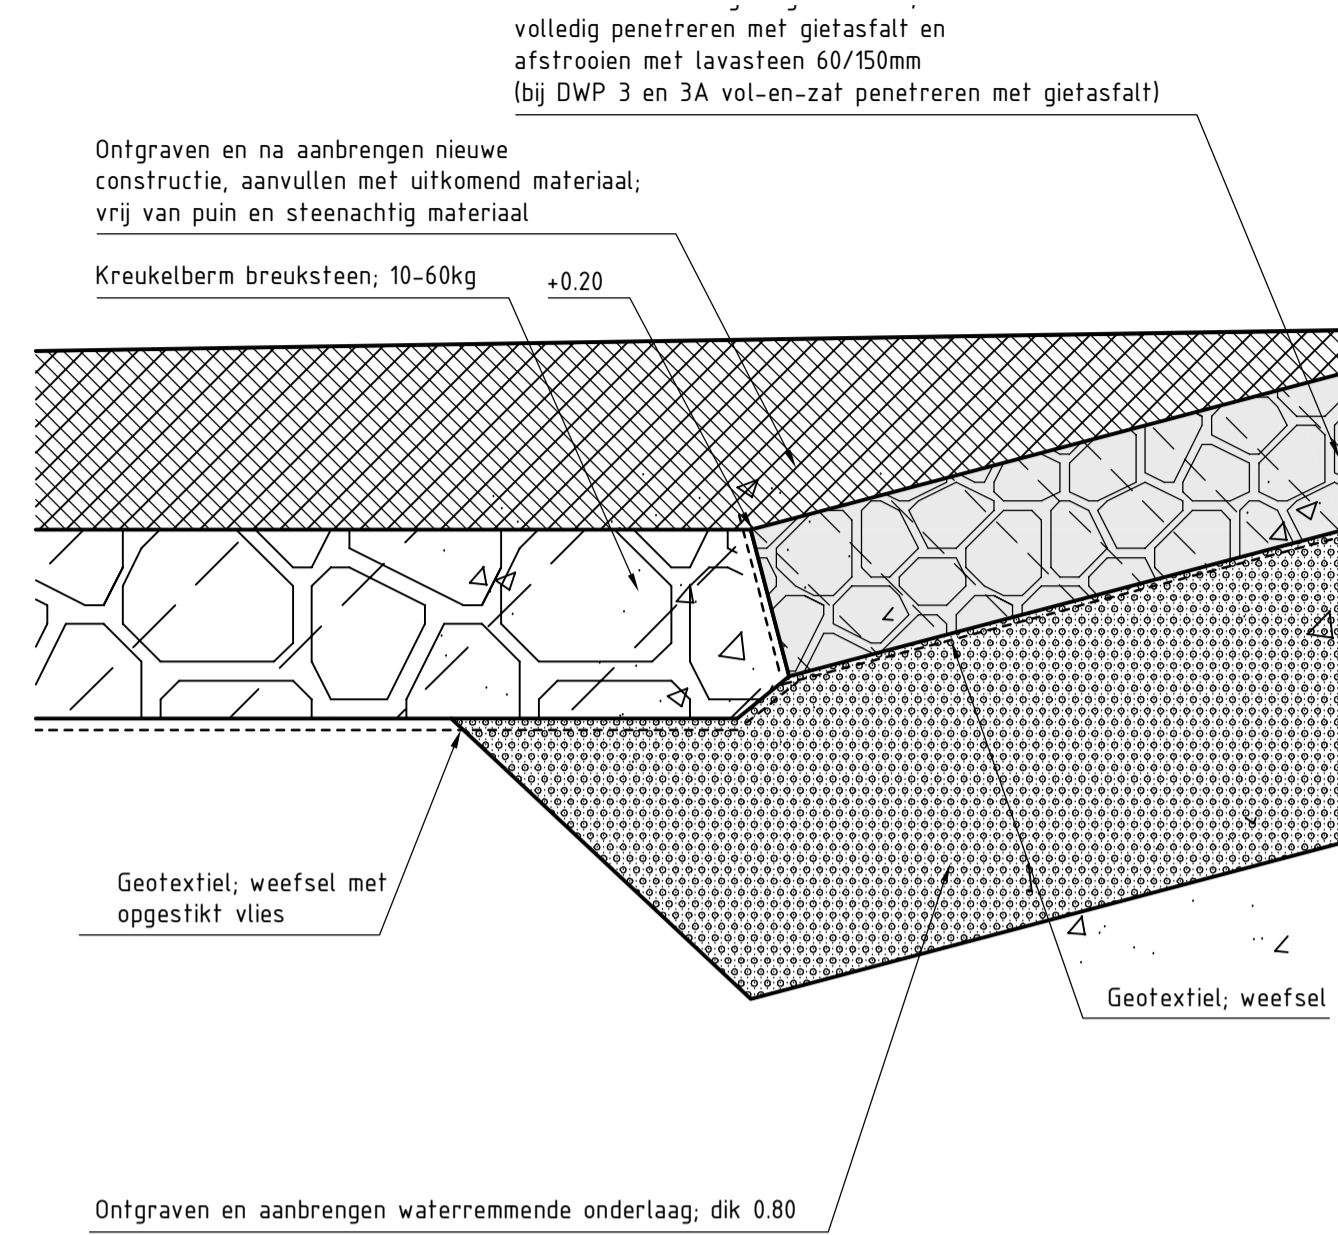 volledig penetreren met gietasfalt en
afstrooien met lavasteen 60/150mm
(bij DWP 3 en 3A vol-en-zat penetreren met gietasfalt)
Ontgraven en na aanbrengen nieuwe
constructie, aanvullen met uitkomend materiaal;
vrij van puin en steenachtig materiaal
Kreukelberm breuksteen; 10-60kg
+0.20
Geotextiel; weefsel met
opgestikt vlies
Geotextiel; weefsel
Ontgraven en aanbrengen waterremmende onderlaag; dik 0.80